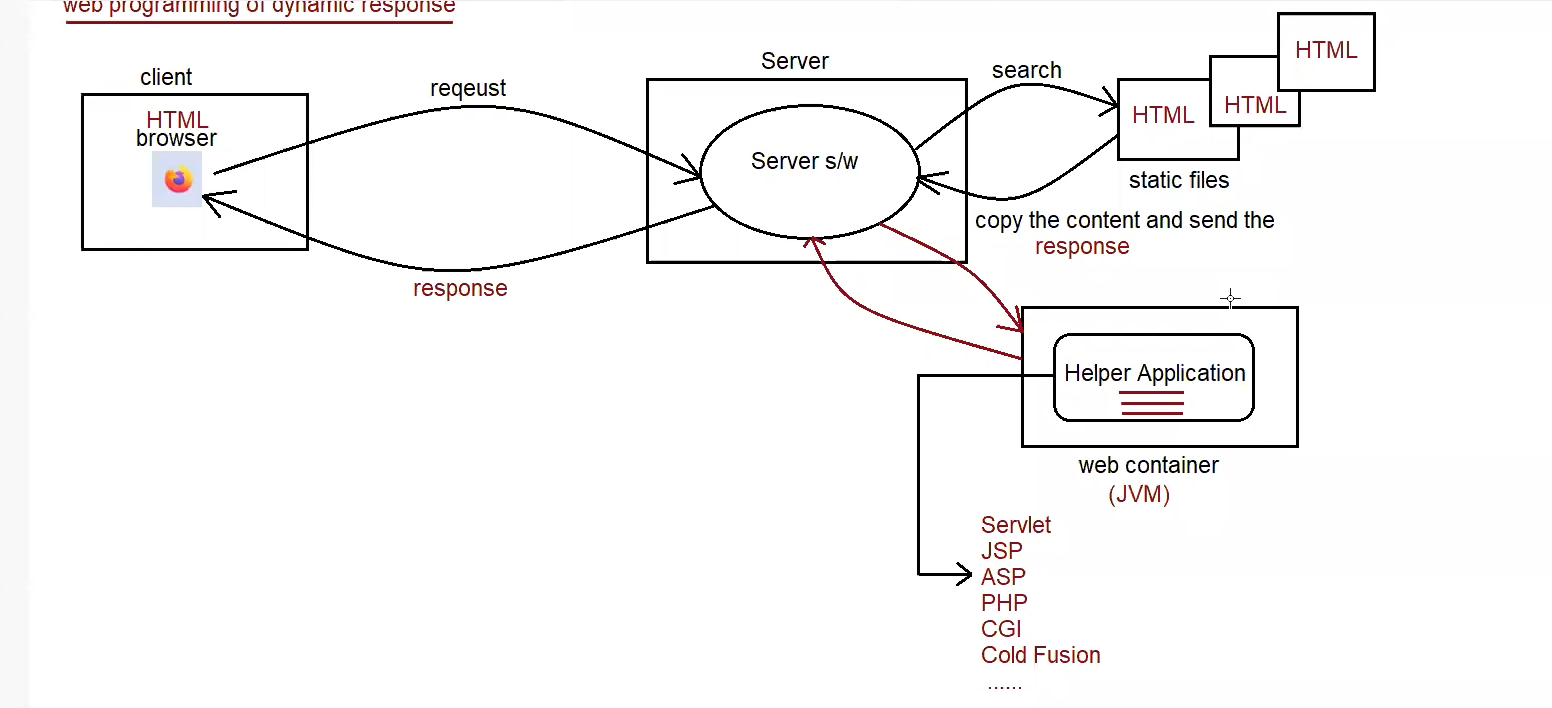 web programming of dynamic response
client
HTML
browser
reqeust
response
Server
Server s/w
search
HTML
HTML
HTML
static files
copy the content and send the
response
Helper Application
web container
(JVM)
Servlet
JSP
ASP
PHP
CGI
Cold Fusion
......